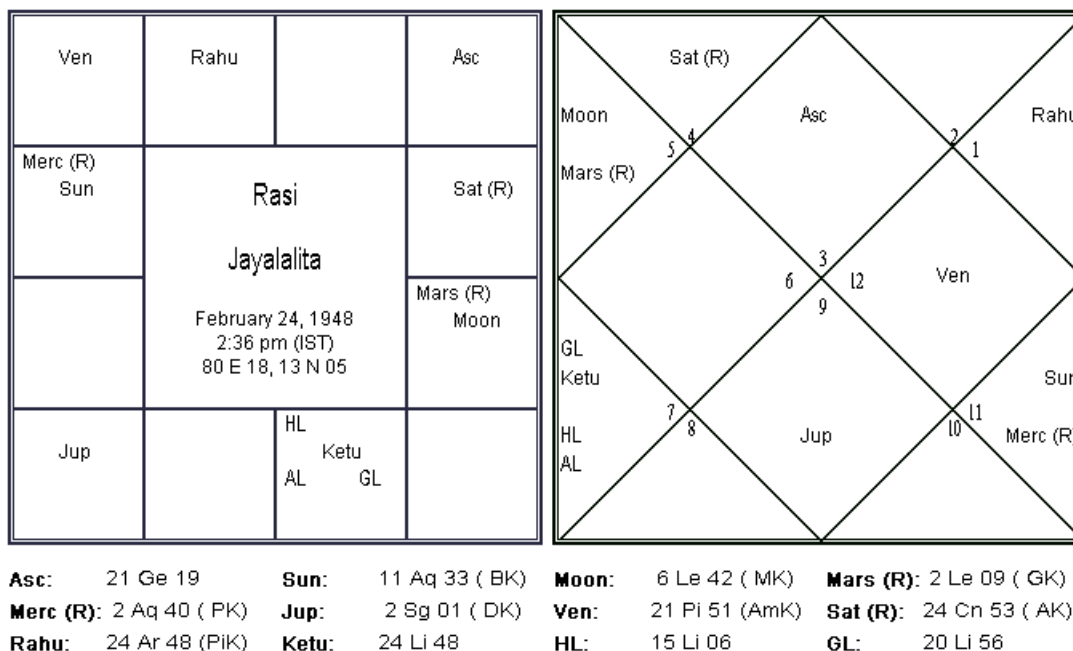 Ven
Rahu
Asc
Merc (R)
Sun
Rasi
Jayalalita
February 24, 1948
2:36 pm (IST)
80 E 18, 13 N 05
Sat (R)
Mars (R)
Moon
Jup
HL
Ketu
AL GL
Sat (R)
Moon
Asc
Rahu
4
5
2
1
Mars (R)
3
6 12
9
Ven
GL
Ketu
Sun
7
8
11
10
HL
AL
Jup
Merc (R)
Asc: 21 Ge 19 Sun: 11 Aq 33 ( BK) Moon: 6 Le 42 ( MK) Mars (R): 2 Le 09 ( GK)
Merc (R): 2 Aq 40 ( PK) Jup: 2 Sg 01 ( DK) Ven: 21 Pi 51 (AmK) Sat (R): 24 Cn 53 ( AK)
Rahu: 24 Ar 48 (PiK) Ketu: 24 Li 48 HL: 15 Li 06 GL: 20 Li 56